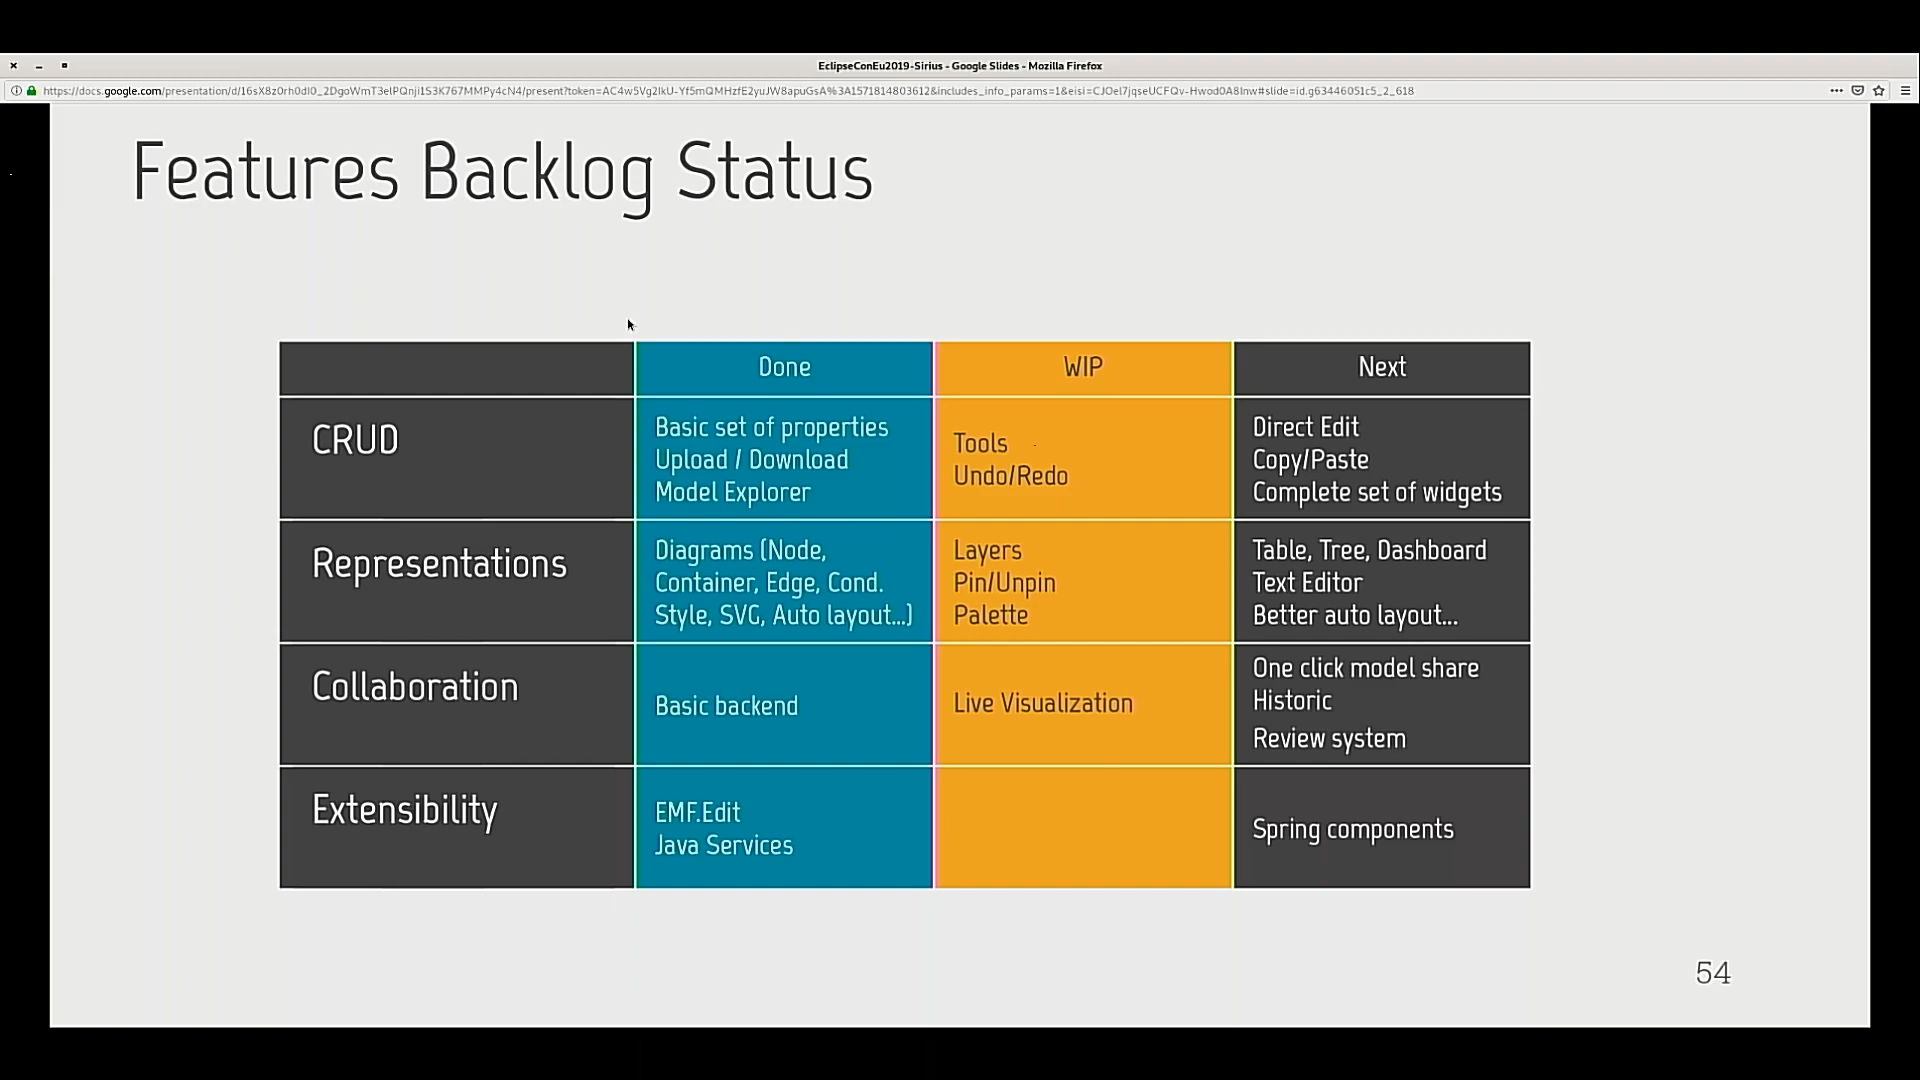 EclipseConEu2019-Sirius - Google Slides - Mozilla Firefox
Features Backlog Status
Done
WIP
Next
CRUD
Basic set of properties
Upload / Download
Model Explorer
Tools
Undo/Redo
Direct Edit
Copy/Paste
Complete set of widgets
Representations
Diagrams (Node,
Container, Edge, Cond.
Style, SVG, Auto layout...)
Layers
Pin/Unpin
Palette
Table, Tree, Dashboard
Text Editor
Better auto layout...
Collaboration
Basic backend
Live Visualization
One click model share
Historic
Review system
Extensibility
EMF.Edit
Java Services
Spring components
54